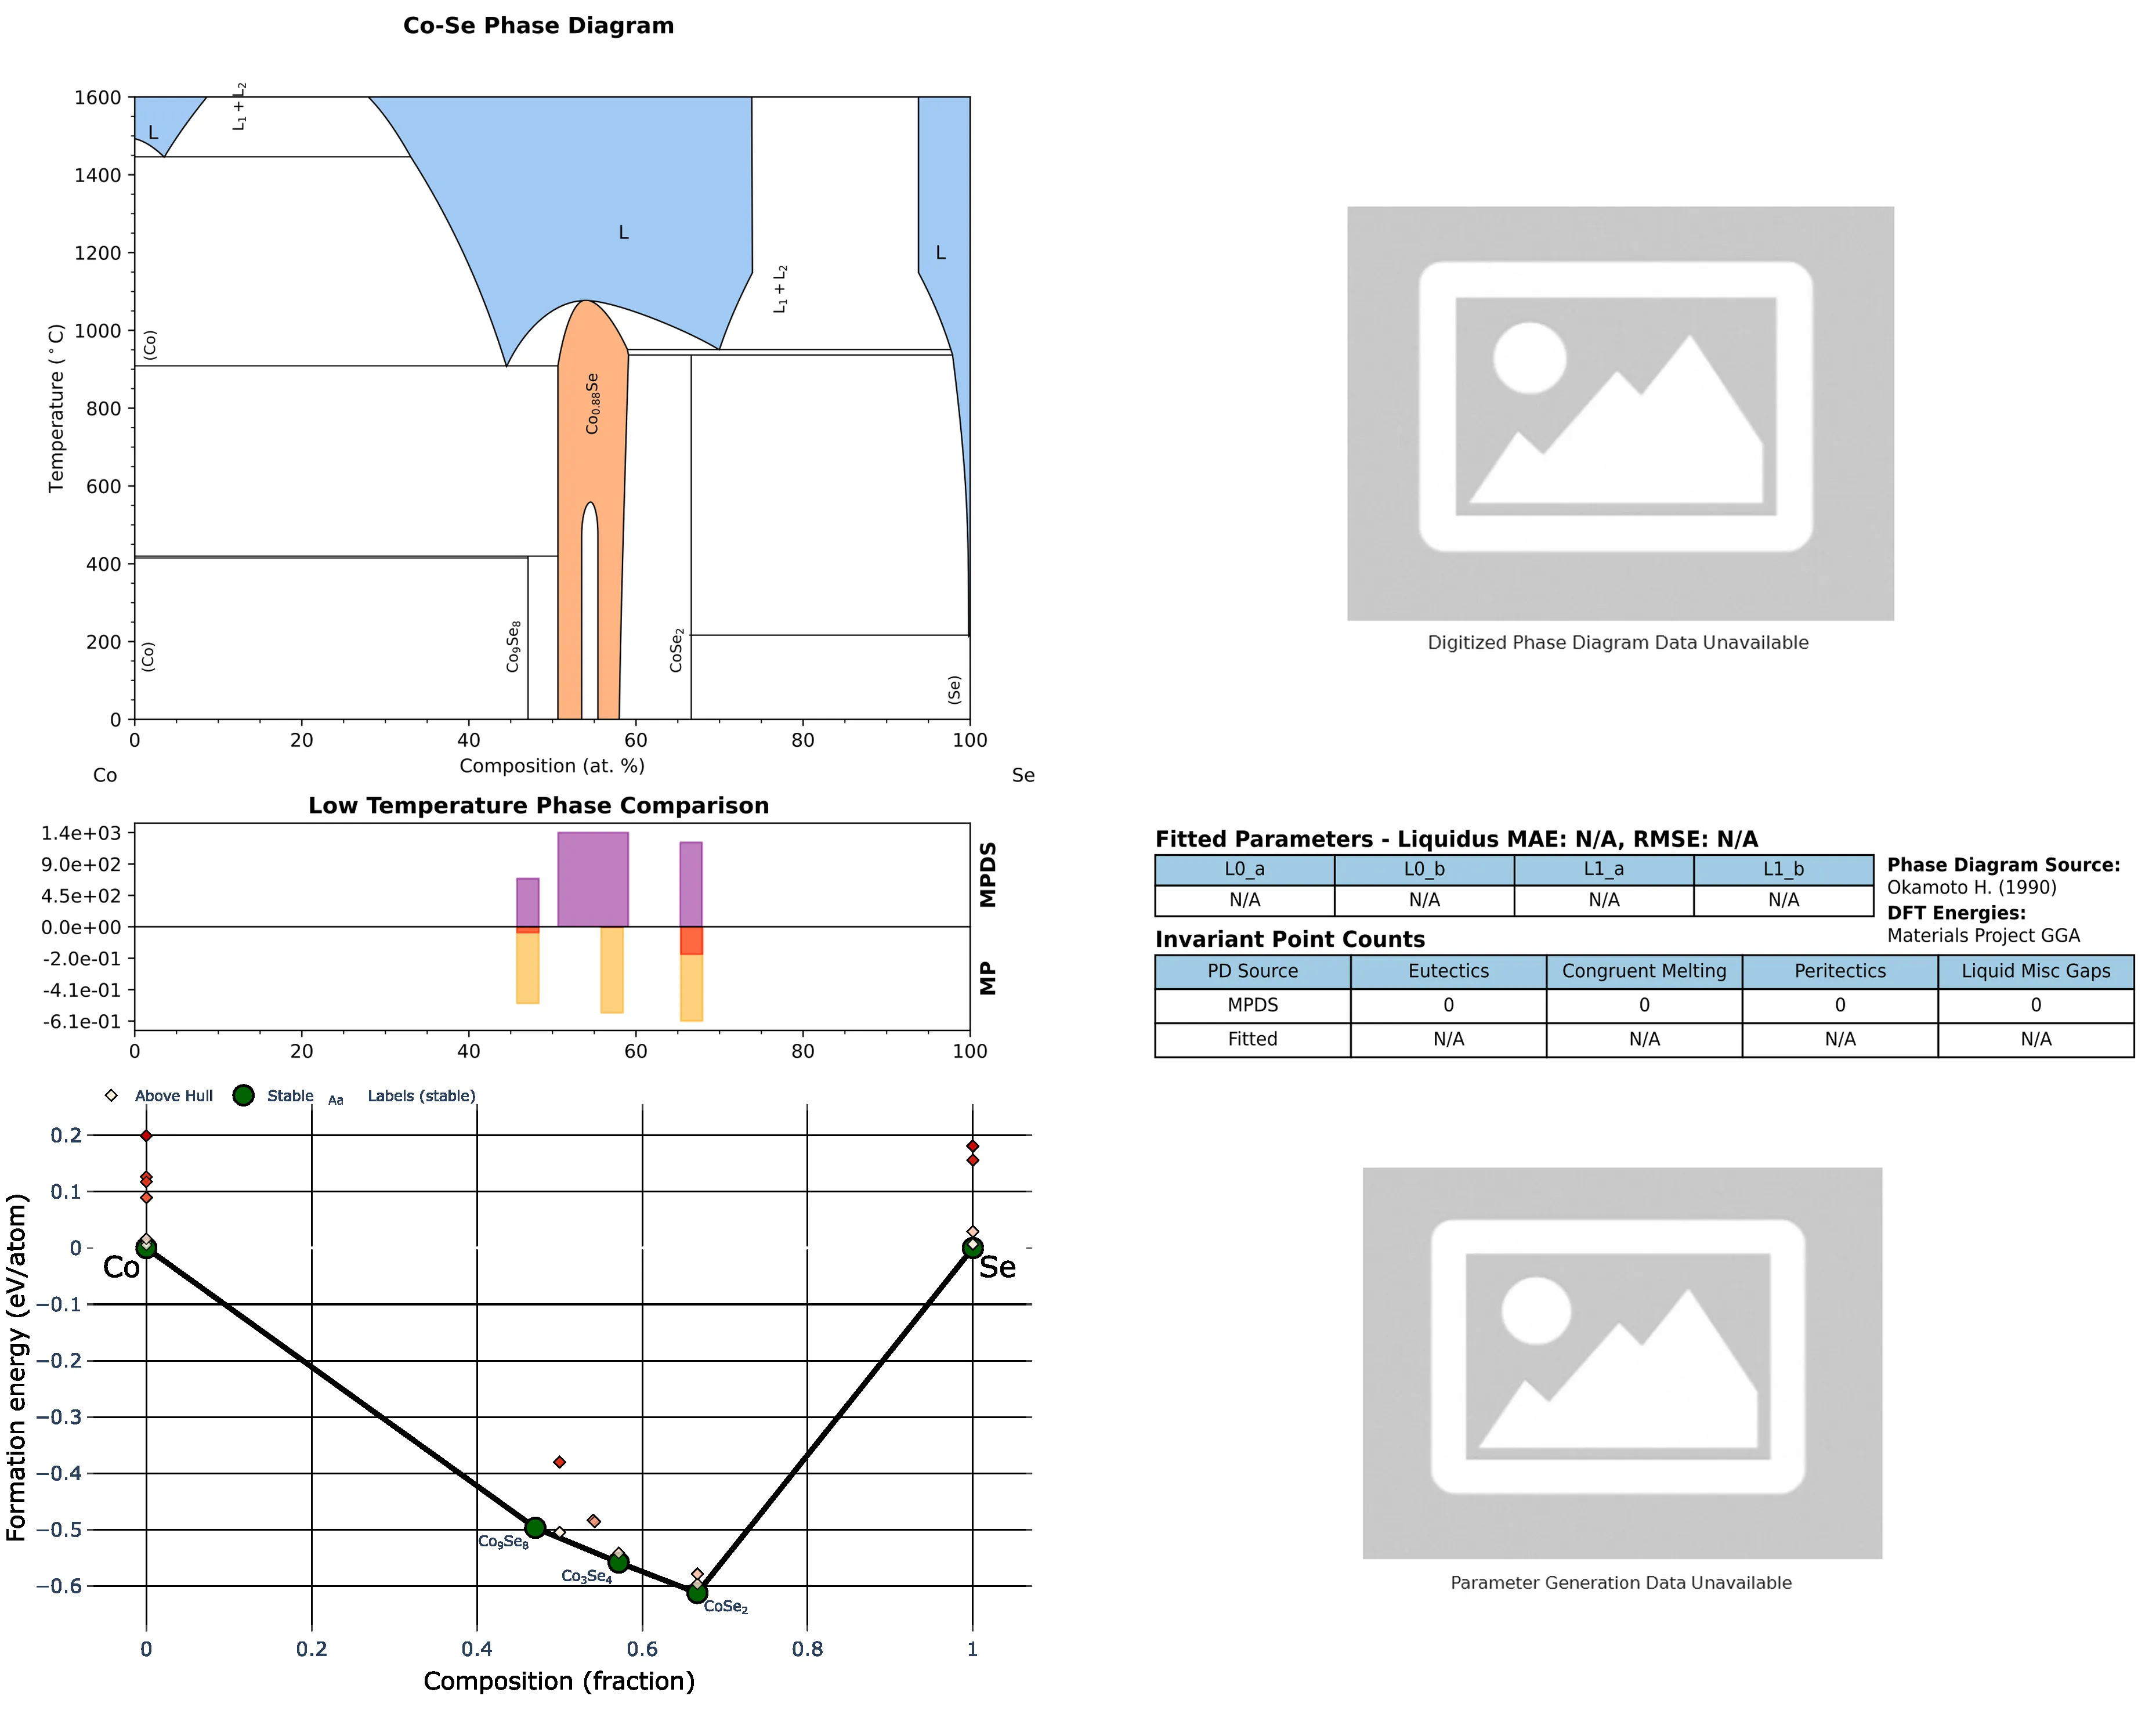 Co-Se Phase Diagram
1600
1400
1200
1000
800
600
400
200
0
Temperature (°C)
L
L₁ + L₂
L
L₁ + L₂
L
(Co)
(Co)
Co₀.₈₈Se
Co₉Se₈
CoSe₂
(Se)
0 20 40 60 80 100
Composition (at. %)
Co Se
Digitized Phase Diagram Data Unavailable
Low Temperature Phase Comparison
1.4e+03
9.0e+02
4.5e+02
0.0e+00
-2.0e-01
-4.1e-01
-6.1e-01
MPDS
MP
0 20 40 60 80 100
Fitted Parameters - Liquidus MAE: N/A, RMSE: N/A
L0_a L0_b L1_a L1_b
N/A N/A N/A N/A
Phase Diagram Source:
Okamoto H. (1990)
DFT Energies:
Materials Project GGA
Invariant Point Counts
PD Source Eutectics Congruent Melting Peritectics Liquid Misc Gaps
MPDS 0 0 0 0
Fitted N/A N/A N/A N/A
Above Hull Stable Aa Labels (stable)
0.2
0.1
0
−0.1
−0.2
−0.3
−0.4
−0.5
−0.6
Formation energy (eV/atom)
Co
Se
Co₉Se₈
Co₃Se₄
CoSe₂
0 0.2 0.4 0.6 0.8 1
Composition (fraction)
Parameter Generation Data Unavailable